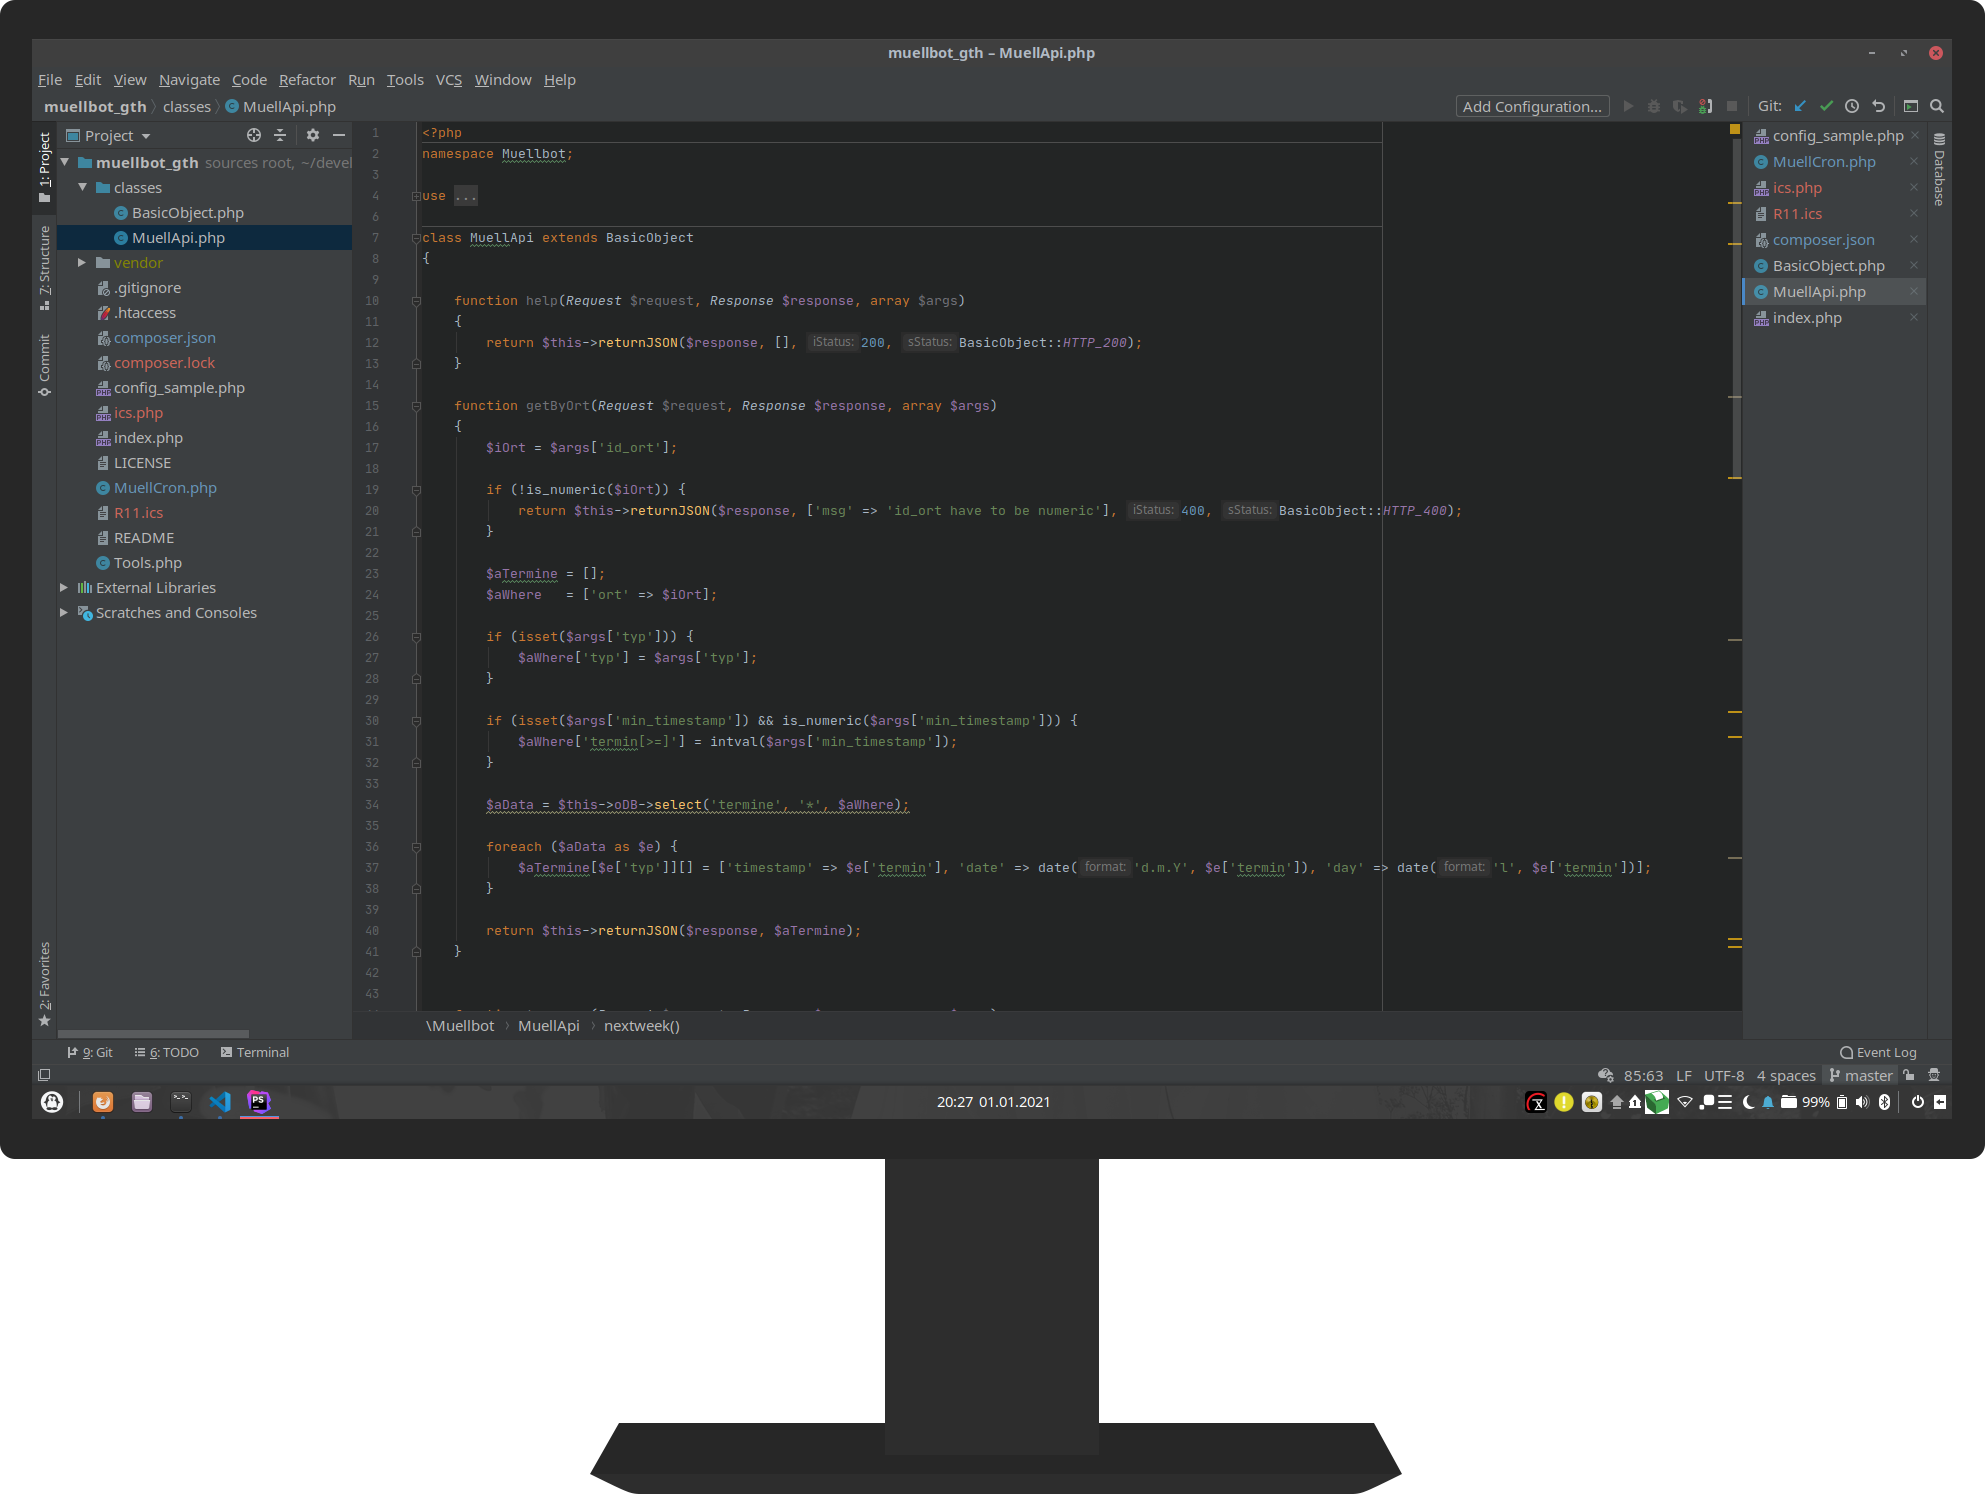 muellbot_gth – MuellApi.php
File Edit View Navigate Code Refactor Run Tools VCS Window Help
muellbot_gth 〉 classes 〉 MuellApi.php
Add Configuration...
Git:
1: Project
7: Structure
Commit
2: Favorites
Project
muellbot_gth sources root, ~/devel
classes
BasicObject.php
MuellApi.php
vendor
.gitignore
.htaccess
composer.json
composer.lock
config_sample.php
ics.php
index.php
LICENSE
MuellCron.php
R11.ics
README
Tools.php
External Libraries
Scratches and Consoles
1 <?php
2 namespace Muellbot;
3
4 use ...
6
7 class MuellApi extends BasicObject
8 {
9
10 function help(Request $request, Response $response, array $args)
11 {
12 return $this->returnJSON($response, [], iStatus: 200, sStatus: BasicObject::HTTP_200);
13 }
14
15 function getByOrt(Request $request, Response $response, array $args)
16 {
17 $iOrt = $args['id_ort'];
18
19 if (!is_numeric($iOrt)) {
20 return $this->returnJSON($response, ['msg' => 'id_ort have to be numeric'], iStatus: 400, sStatus: BasicObject::HTTP_400);
21 }
22
23 $aTermine = [];
24 $aWhere   = ['ort' => $iOrt];
25
26 if (isset($args['typ'])) {
27 $aWhere['typ'] = $args['typ'];
28 }
29
30 if (isset($args['min_timestamp']) && is_numeric($args['min_timestamp'])) {
31 $aWhere['termin[>=]'] = intval($args['min_timestamp']);
32 }
33
34 $aData = $this->oDB->select('termine', '*', $aWhere);
35
36 foreach ($aData as $e) {
37 $aTermine[$e['typ']][] = ['timestamp' => $e['termin'], 'date' => date( format: 'd.m.Y', $e['termin']), 'day' => date( format: 'l', $e['termin'])];
38 }
39
40 return $this->returnJSON($response, $aTermine);
41 }
42
43
\Muellbot › MuellApi › nextweek()
config_sample.php
MuellCron.php
ics.php
R11.ics
composer.json
BasicObject.php
MuellApi.php
index.php
Database
9: Git 6: TODO Terminal
Event Log
85:63 LF UTF-8 4 spaces master
PS
20:27 01.01.2021
99%